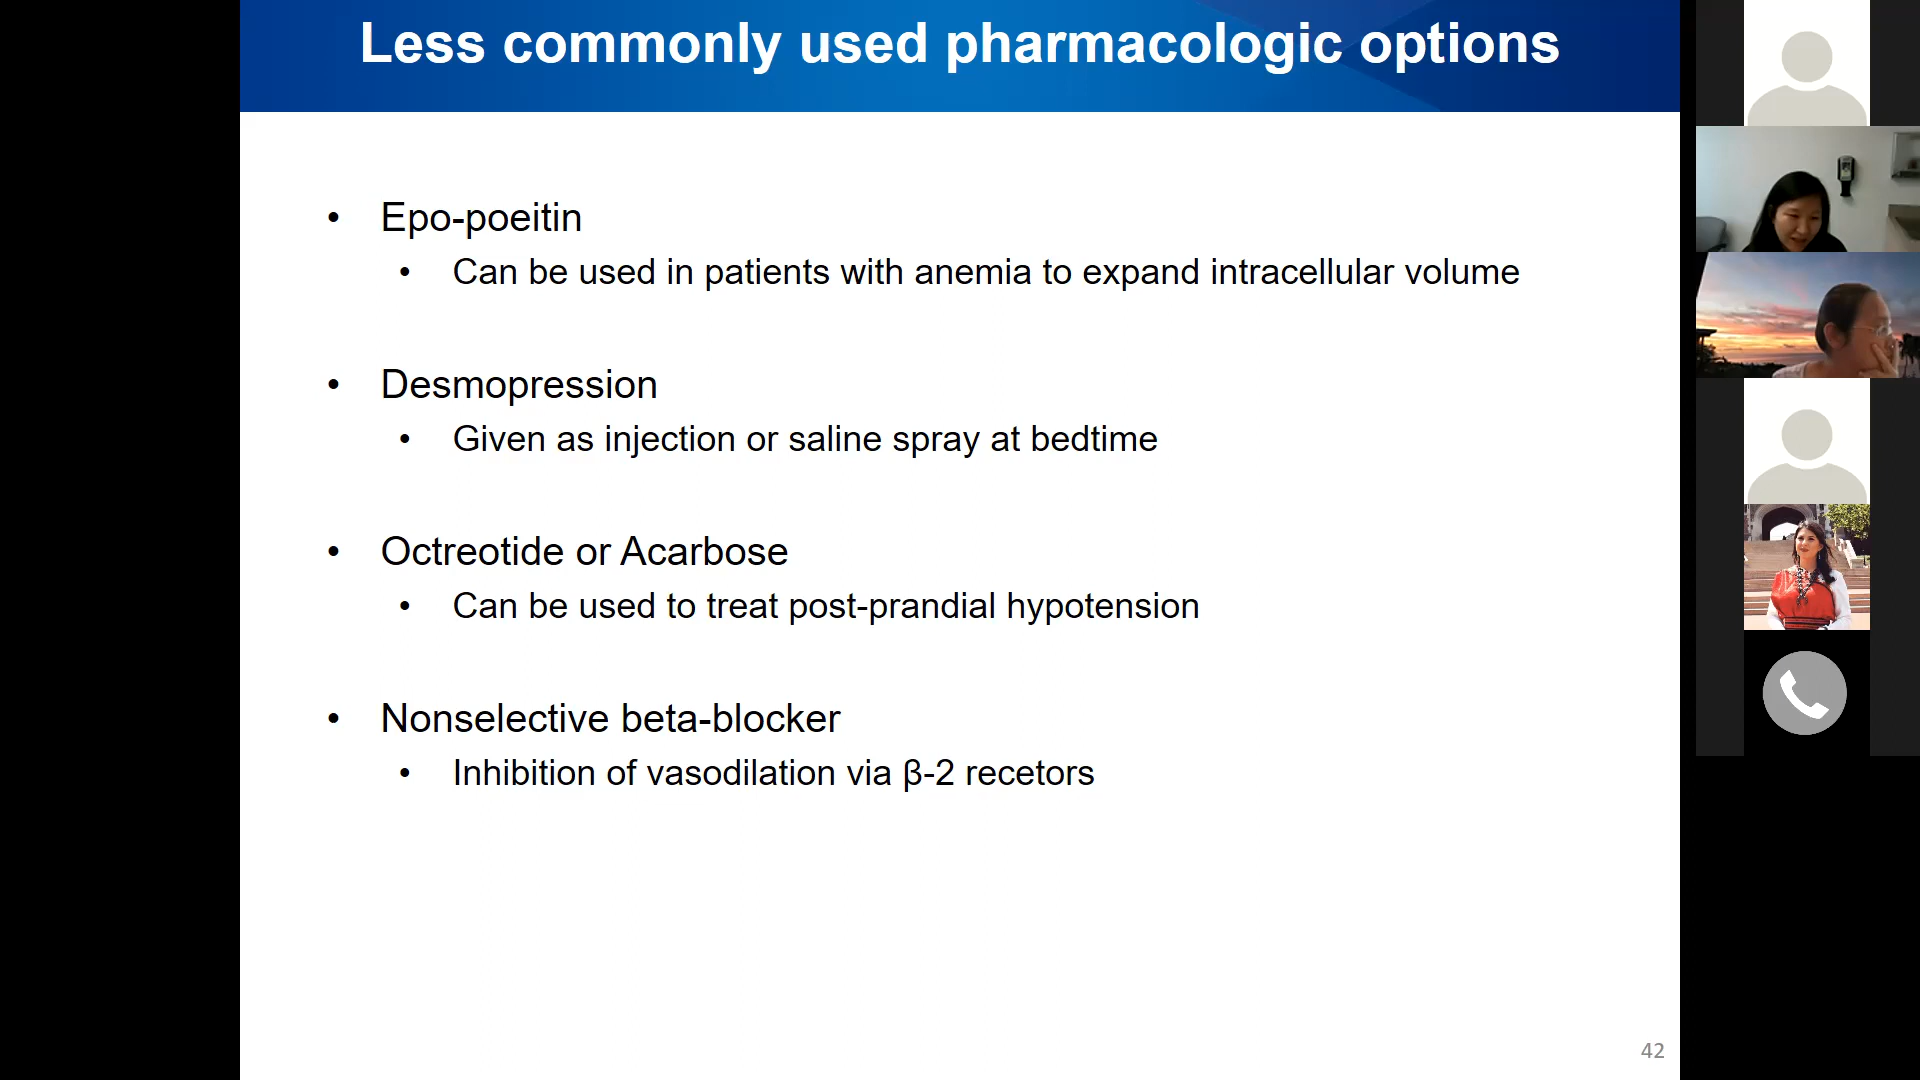 Less commonly used pharmacologic options
• Epo-poeitin
• Can be used in patients with anemia to expand intracellular volume
• Desmopression
• Given as injection or saline spray at bedtime
• Octreotide or Acarbose
• Can be used to treat post-prandial hypotension
• Nonselective beta-blocker
• Inhibition of vasodilation via β-2 recetors
42